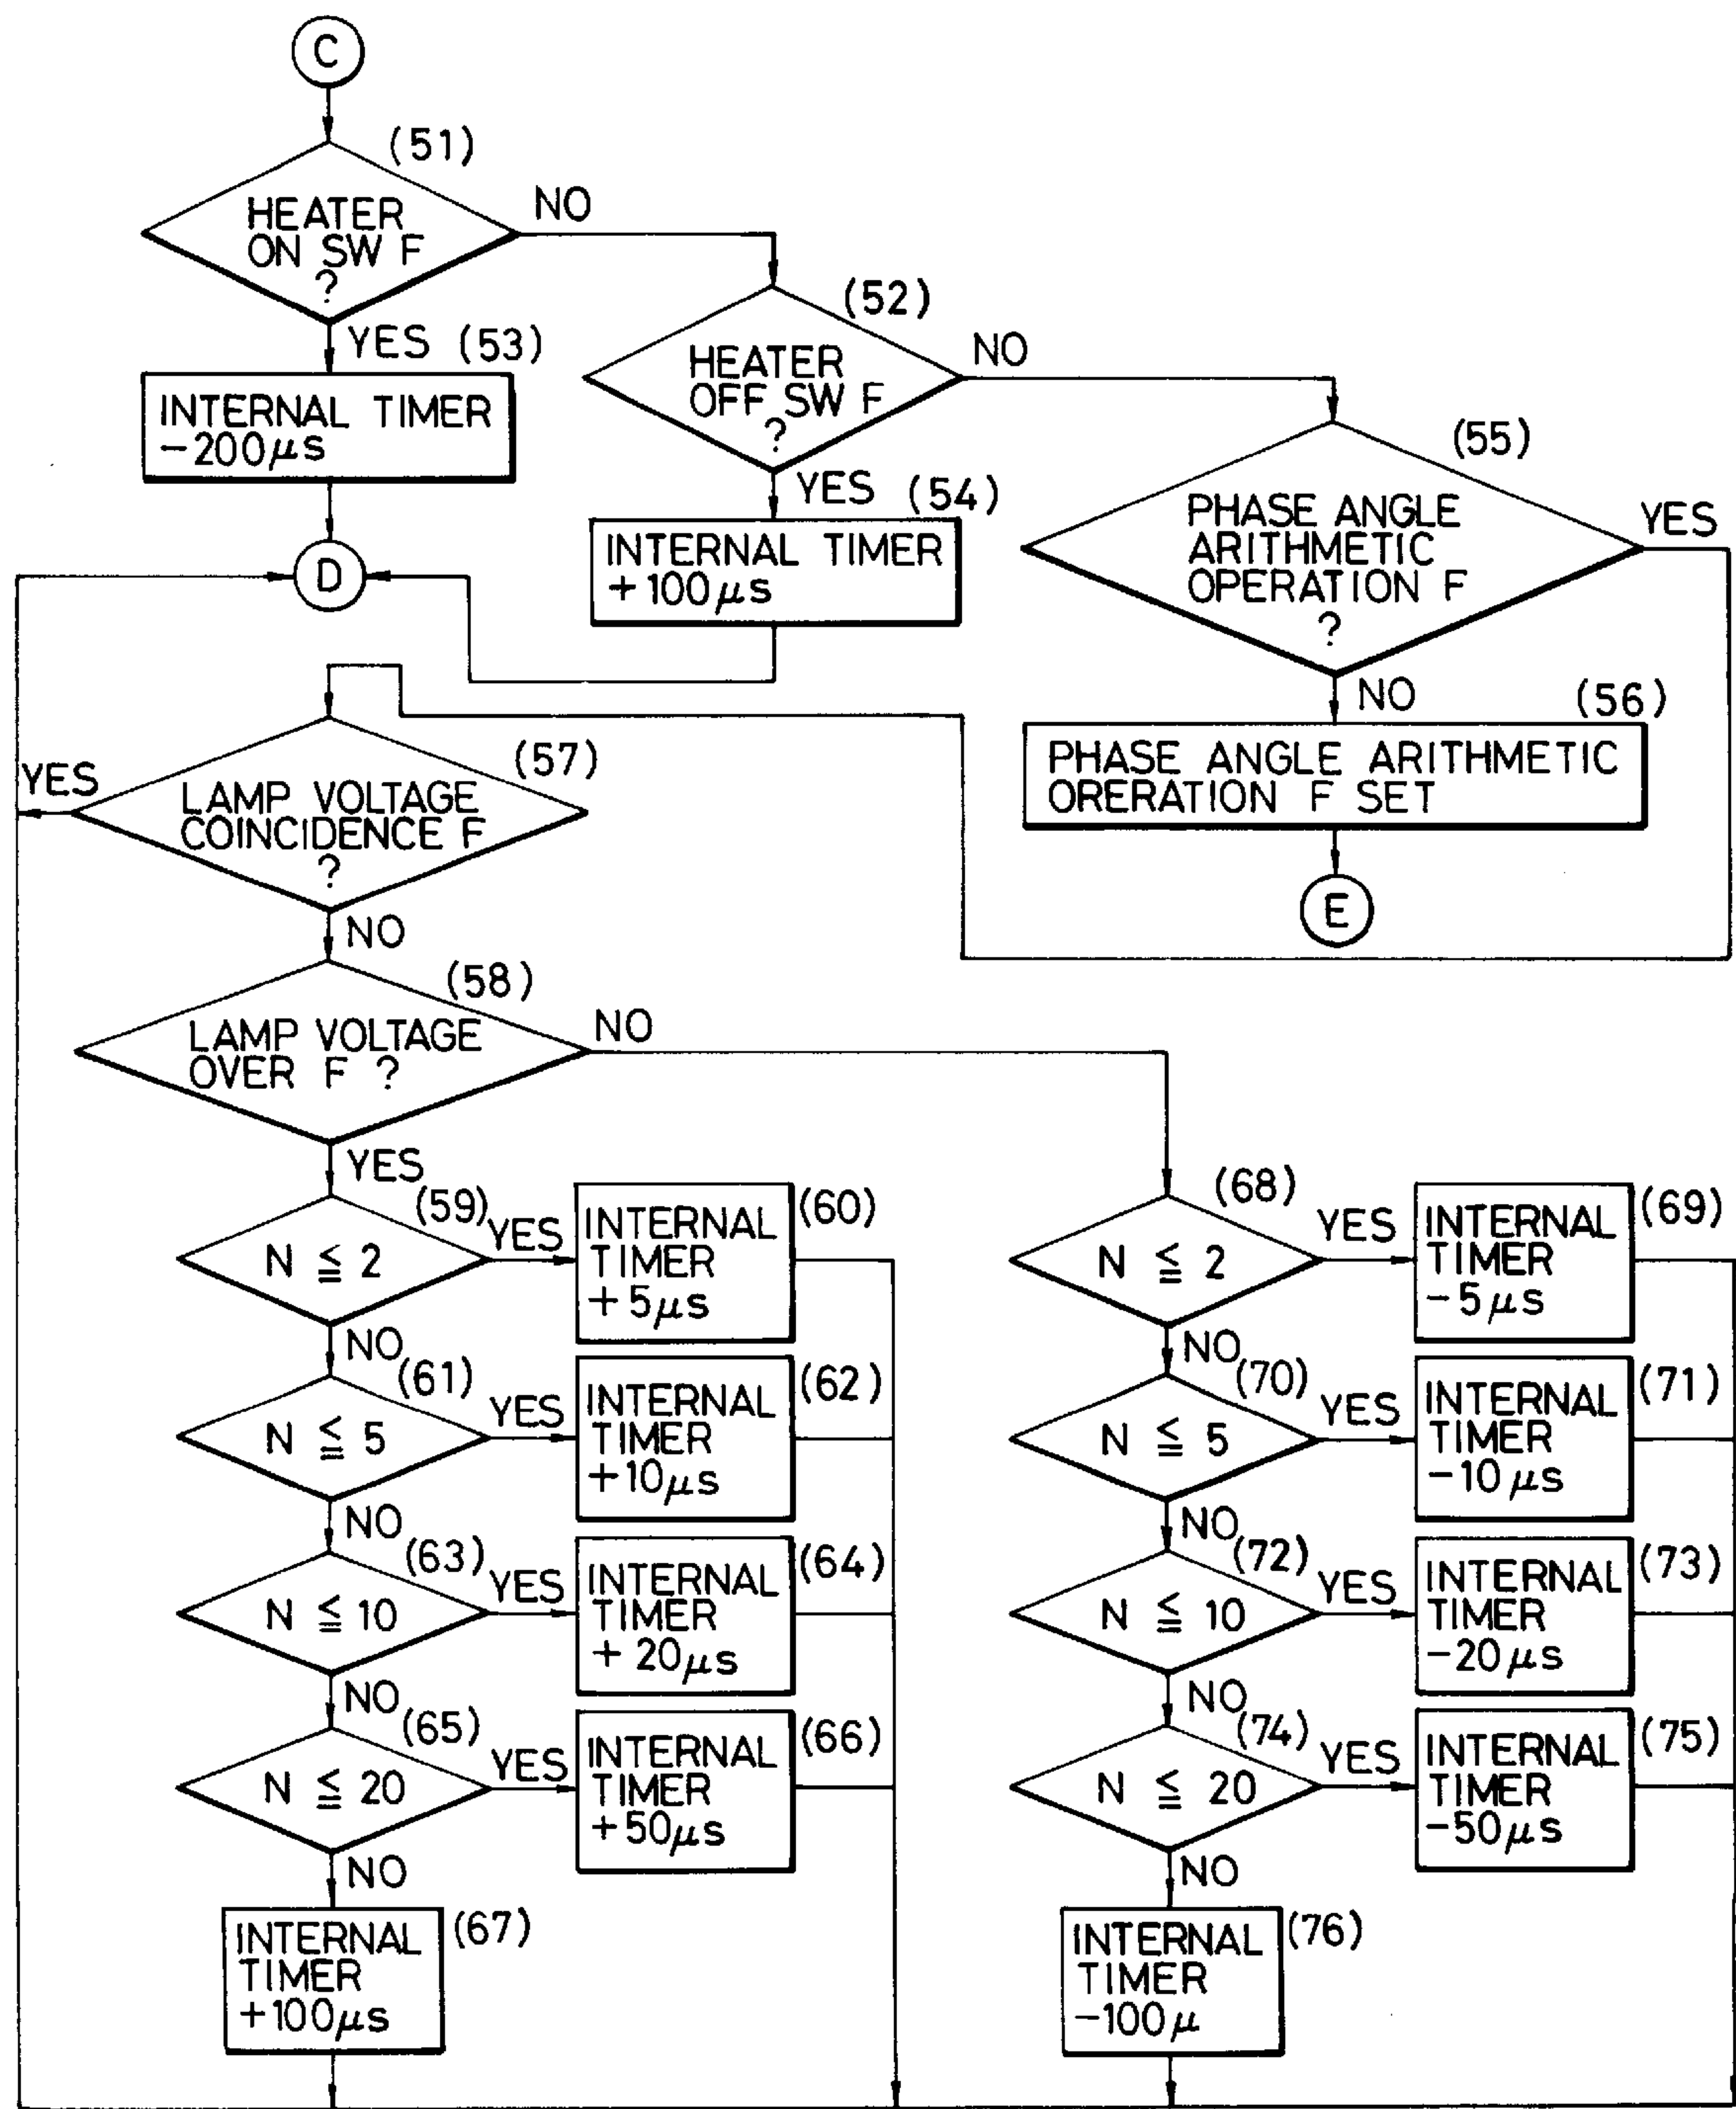 C
(51)
HEATER
ON SW F
?
NO
YES
(53)
INTERNAL TIMER
-200μs
D
(52)
HEATER
OFF SW F
?
NO
YES
(54)
INTERNAL TIMER
+100μs
(55)
PHASE ANGLE
ARITHMETIC
OPERATION F
?
YES
NO
(56)
PHASE ANGLE ARITHMETIC
ORERATION F SET
E
(57)
LAMP VOLTAGE
COINCIDENCE F
?
YES
NO
(58)
LAMP VOLTAGE
OVER F ?
NO
YES
(59)
N ≦ 2
YES
INTERNAL
TIMER
+5μs
(60)
NO
(61)
N ≦ 5
YES
INTERNAL
TIMER
+10μs
(62)
NO
(63)
N ≦ 10
YES
INTERNAL
TIMER
+20μs
(64)
NO
(65)
N ≦ 20
YES
INTERNAL
TIMER
+50μs
(66)
NO
INTERNAL
TIMER
+100μs
(67)
(68)
N ≦ 2
YES
INTERNAL
TIMER
-5μs
(69)
NO
(70)
N ≦ 5
YES
INTERNAL
TIMER
-10μs
(71)
NO
(72)
N ≦ 10
YES
INTERNAL
TIMER
-20μs
(73)
NO
(74)
N ≦ 20
YES
INTERNAL
TIMER
-50μs
(75)
NO
INTERNAL
TIMER
-100μ
(76)